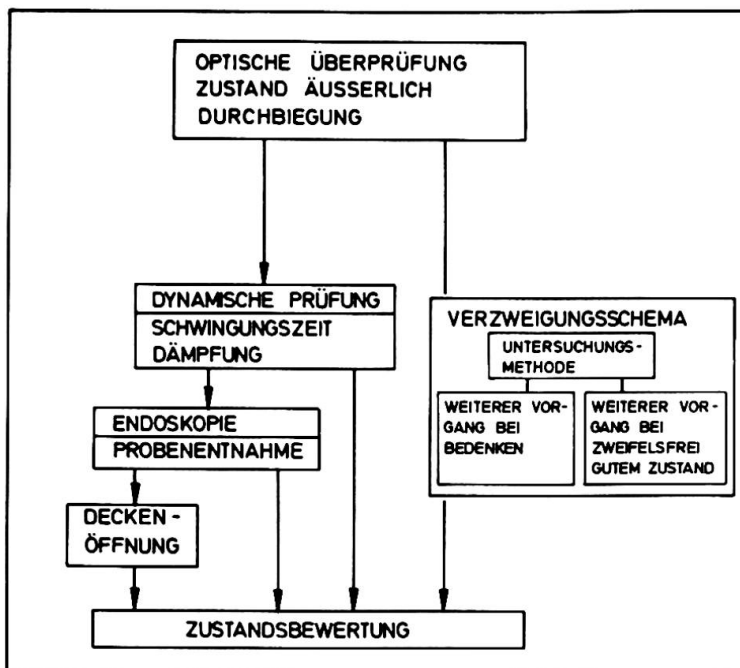 OPTISCHE ÜBERPRÜFUNG
ZUSTAND ÄUSSERLICH
DURCHBIEGUNG
DYNAMISCHE PRÜFUNG
SCHWINGUNGSZEIT
DÄMPFUNG
ENDOSKOPIE
PROBENENTNAHME
DECKEN-
ÖFFNUNG
ZUSTANDSBEWERTUNG
VERZWEIGUNGSSCHEMA
UNTERSUCHUNGS-
METHODE
WEITERER VOR-
GANG BEI
BEDENKEN
WEITERER VOR-
GANG BEI
ZWEIFELSFREI
GUTEM ZUSTAND